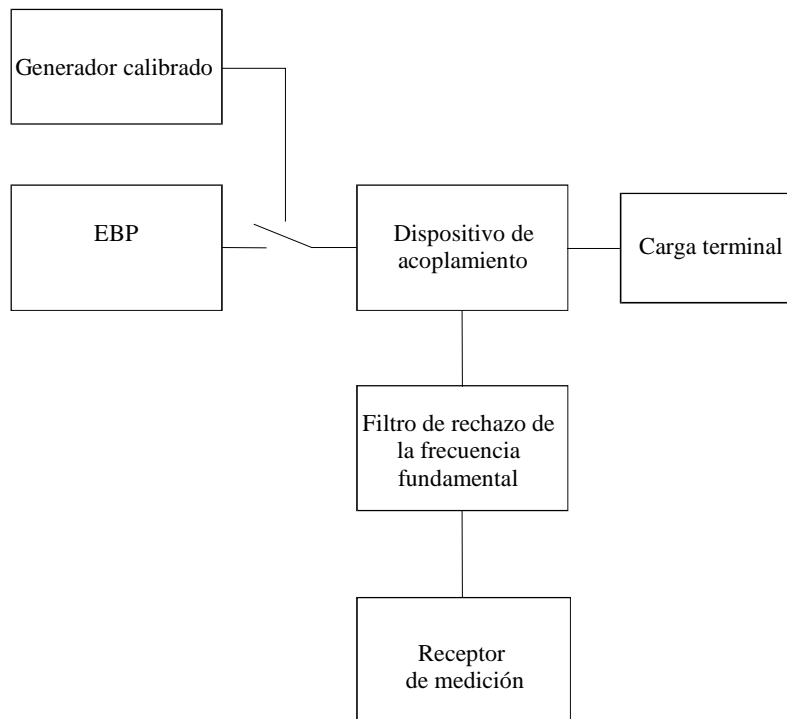 Generador calibrado
EBP
Dispositivo de
acoplamiento
Carga terminal
Filtro de rechazo de
la frecuencia
fundamental
Receptor
de medición